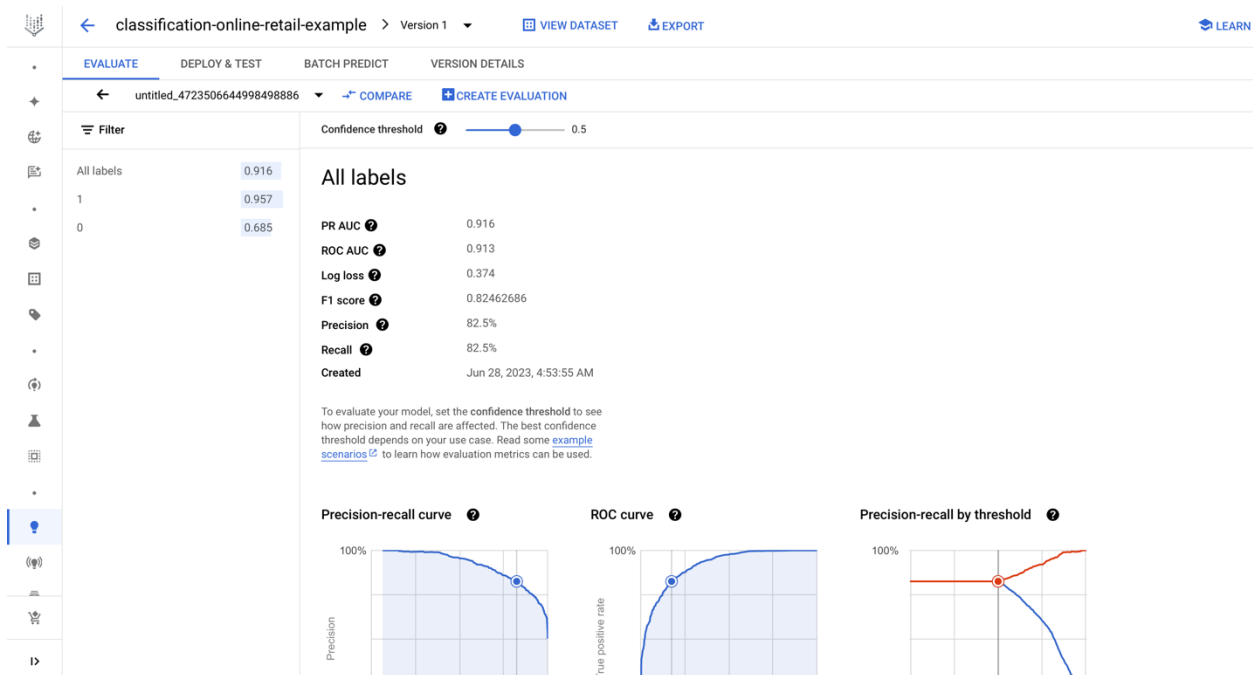 classification-online-retail-example > Version 1 VIEW DATASET EXPORT LEARN
EVALUATE DEPLOY & TEST BATCH PREDICT VERSION DETAILS
untitled_4723506644998498886 COMPARE CREATE EVALUATION
Filter
All labels 0.916
1 0.957
0 0.685
Confidence threshold 0.5
All labels
PR AUC 0.916
ROC AUC 0.913
Log loss 0.374
F1 score 0.82462686
Precision 82.5%
Recall 82.5%
Created Jun 28, 2023, 4:53:55 AM
To evaluate your model, set the confidence threshold to see
how precision and recall are affected. The best confidence
threshold depends on your use case. Read some example
scenarios to learn how evaluation metrics can be used.
Precision-recall curve
100%
Precision
ROC curve
100%
True positive rate
Precision-recall by threshold
100%